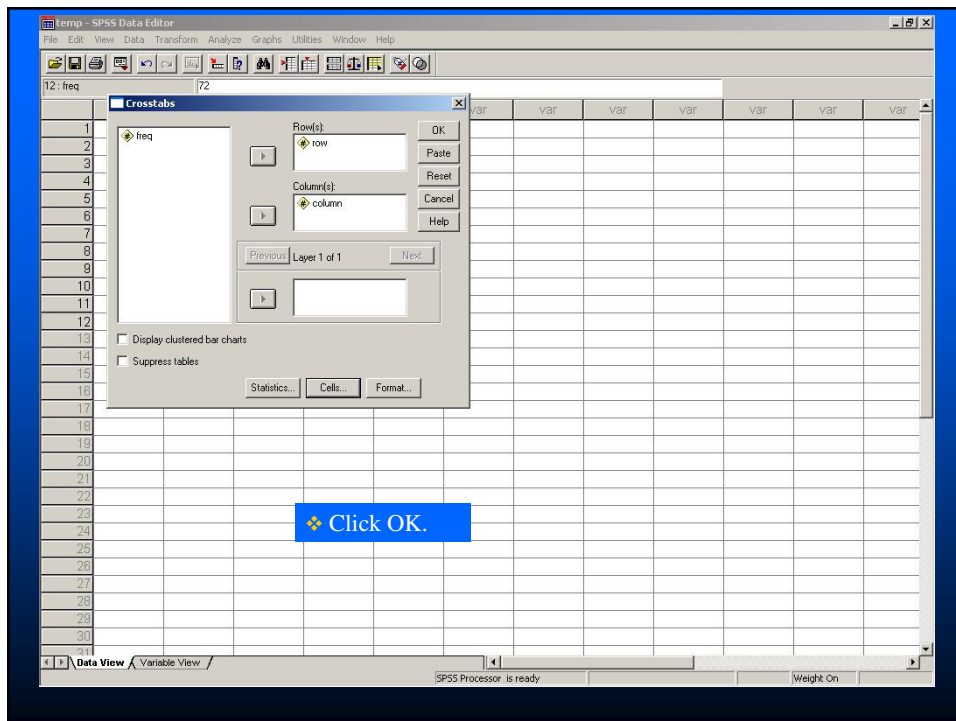 temp - SPSS Data Editor
File Edit View Data Transform Analyze Graphs Utilities Window Help
12 : freq 72
var var var var var var var
Crosstabs
freq
Row(s):
row
Column(s):
column
OK
Paste
Reset
Cancel
Help
Previous Layer 1 of 1 Next
Display clustered bar charts
Suppress tables
Statistics... Cells... Format...
1
2
3
4
5
6
7
8
9
10
11
12
13
14
15
16
17
18
19
20
21
22
23
24
25
26
27
28
29
30
31
❖ Click OK.
Data View Variable View
SPSS Processor is ready Weight On